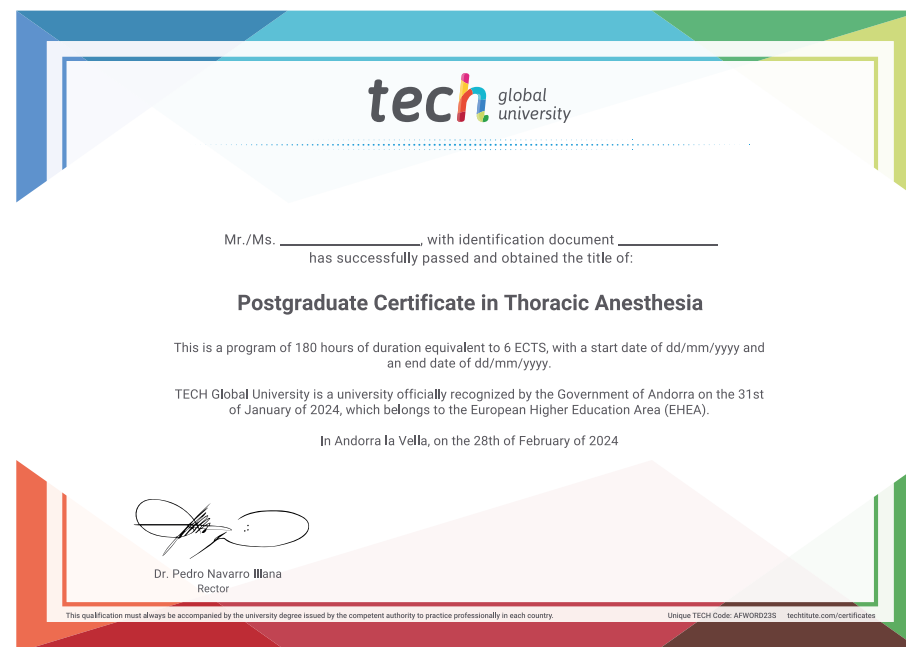 tech global university
Mr./Ms. ____________, with identification document ____________
has successfully passed and obtained the title of:
Postgraduate Certificate in Thoracic Anesthesia
This is a program of 180 hours of duration equivalent to 6 ECTS, with a start date of dd/mm/yyyy and
an end date of dd/mm/yyyy.
TECH Global University is a university officially recognized by the Government of Andorra on the 31st
of January of 2024, which belongs to the European Higher Education Area (EHEA).
In Andorra la Vella, on the 28th of February of 2024
Dr. Pedro Navarro Illana
Rector
This qualification must always be accompanied by the university degree issued by the competent authority to practice professionally in each country.
Unique TECH Code: AFWORD23S techtitute.com/certificates